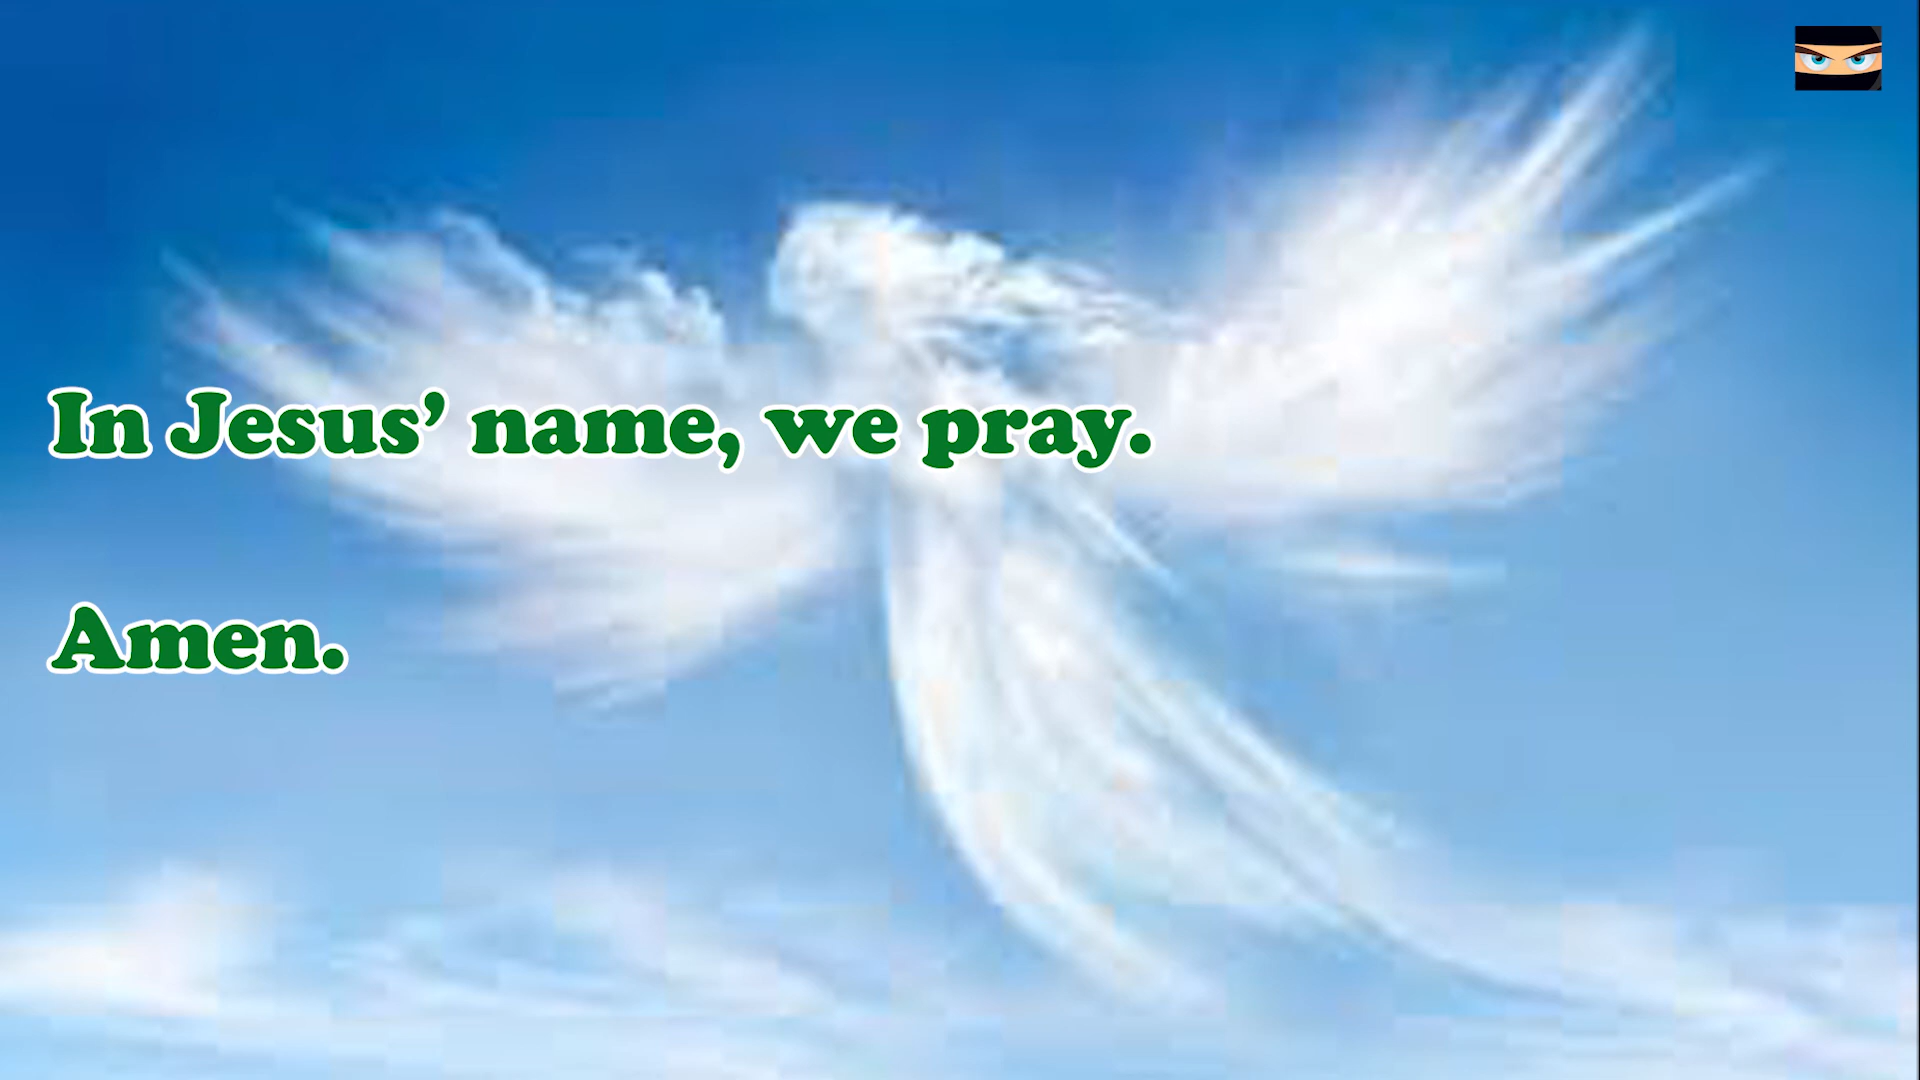 In Jesus’ name, we pray.
Amen.